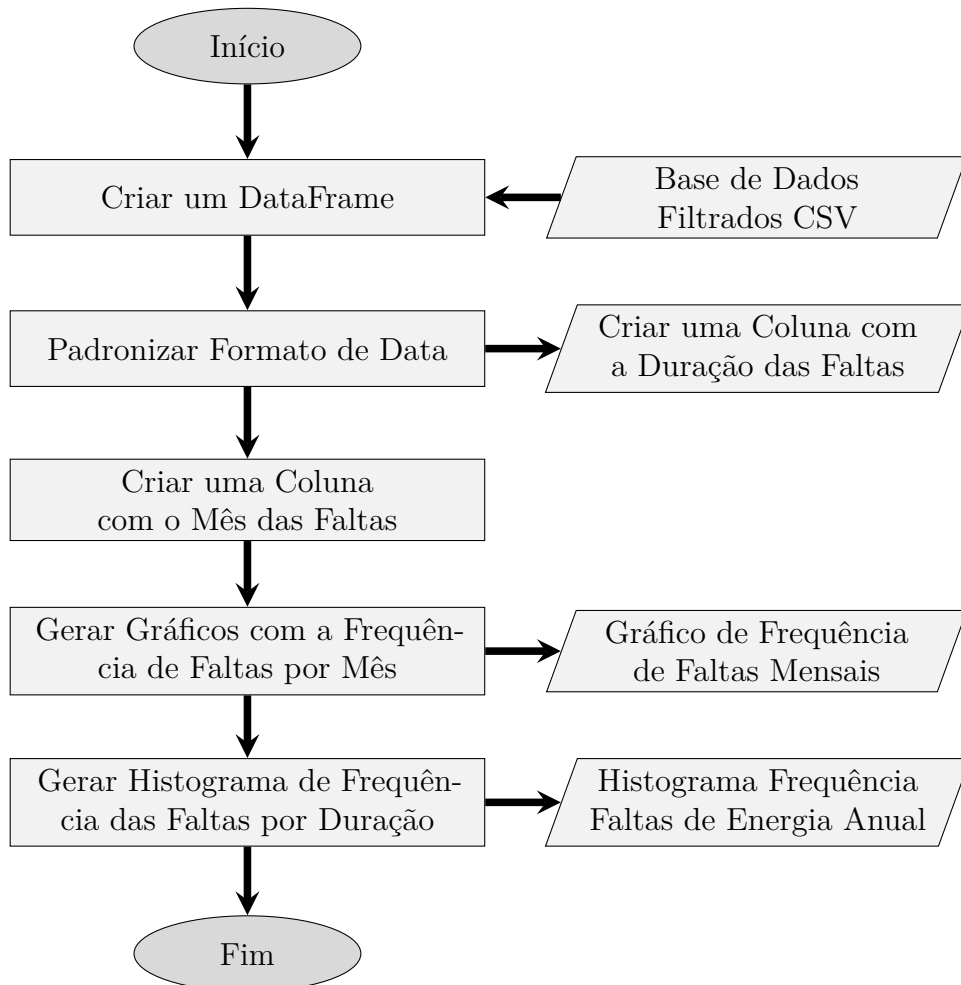 Início
Criar um DataFrame
Base de Dados
Filtrados CSV
Padronizar Formato de Data
Criar uma Coluna com
a Duração das Faltas
Criar uma Coluna
com o Mês das Faltas
Gerar Gráficos com a Frequên-
cia de Faltas por Mês
Gráfico de Frequência
de Faltas Mensais
Gerar Histograma de Frequên-
cia das Faltas por Duração
Histograma Frequência
Faltas de Energia Anual
Fim